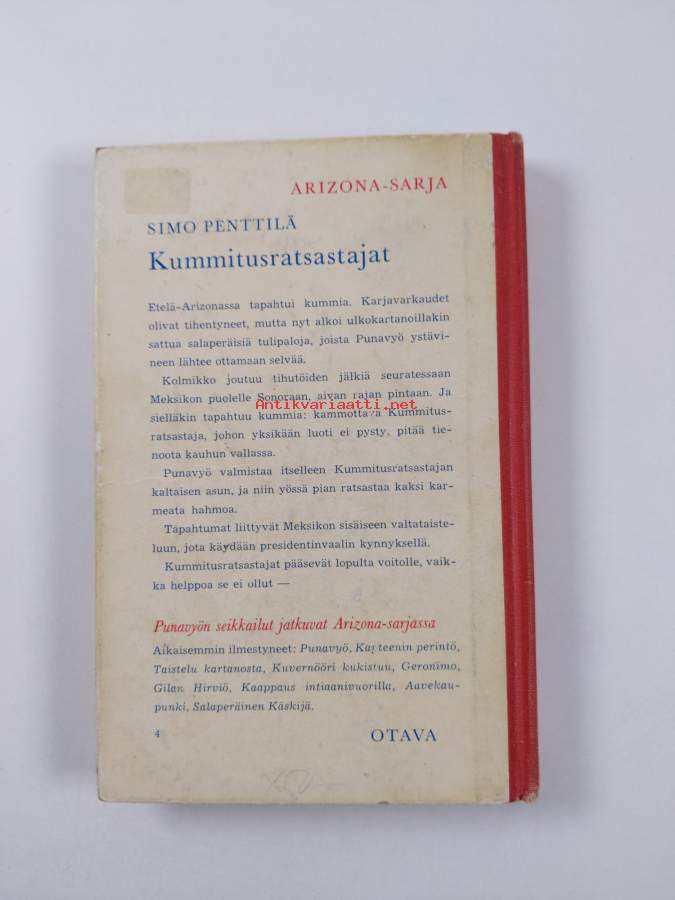 ARIZONA-SARJA
SIMO PENTTILÄ
Kummitusratsastajat
Etelä-Arizonassa tapahtui kummia. Karjavarkaudet
olivat tihentyneet, mutta nyt alkoi ulkokartanoillakin
sattua salaperäisiä tulipaloja, joista Punavyö ystävi-
neen lähtee ottamaan selvää.
Kolmikko joutuu tihutöiden jälkiä seuratessaan
Meksikon puolelle Sonoraan, aivan rajan pintaan. Ja
Antikvariaatti.net
sielläkin tapahtuu kummia: kammottava Kummitus-
ratsastaja, johon yksikään luoti ei pysty, pitää tie-
noota kauhun vallassa.
Punavyö valmistaa itselleen Kummitusratsastajan
kaltaisen asun, ja niin yössä pian ratsastaa kaksi kar-
meata hahmoa.
Tapahtumat liittyvät Meksikon sisäiseen valtataiste-
luun, jota käydään presidentinvaalin kynnyksellä.
Kummitusratsastajat pääsevät lopulta voitolle, vaik-
ka helppoa se ei ollut —
Punavyön seikkailut jatkuvat Arizona-sarjassa
Aikaisemmin ilmestyneet: Punavyö, Kasteenin perintö,
Taistelu kartanosta, Kuvernööri kukistuu, Geronimo,
Gilan Hirviö, Kaappaus intiaanivuorilla, Aavekau-
punki, Salaperäinen Käskijä.
4
OTAVA